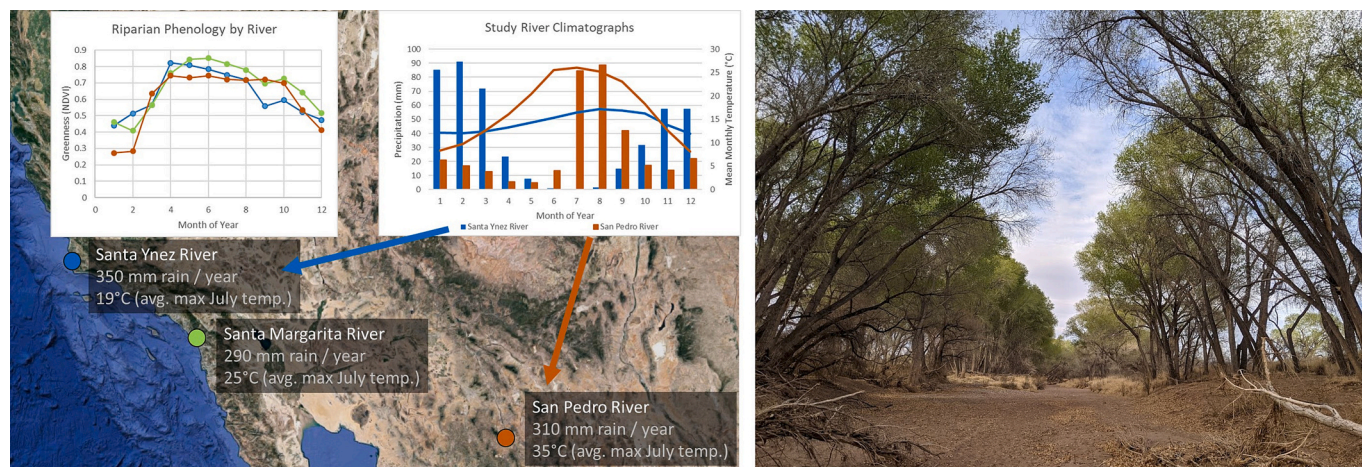 Riparian Phenology by River
0.9
0.8
0.7
0.6
0.5
0.4
0.3
0.2
0.1
0
Greenness (NDVI)
0 2 4 6 8 10 12
Month of Year
Study River Climatographs
100
90
80
70
60
50
40
30
20
10
0
Precipitation (mm)
30
25
20
15
10
5
0
Mean Monthly Temperature (°C)
1 2 3 4 5 6 7 8 9 10 11 12
Month of Year
Santa Ynez River San Pedro River
Santa Ynez River
350 mm rain / year
19°C (avg. max July temp.)
Santa Margarita River
290 mm rain / year
25°C (avg. max July temp.)
San Pedro River
310 mm rain / year
35°C (avg. max July temp.)